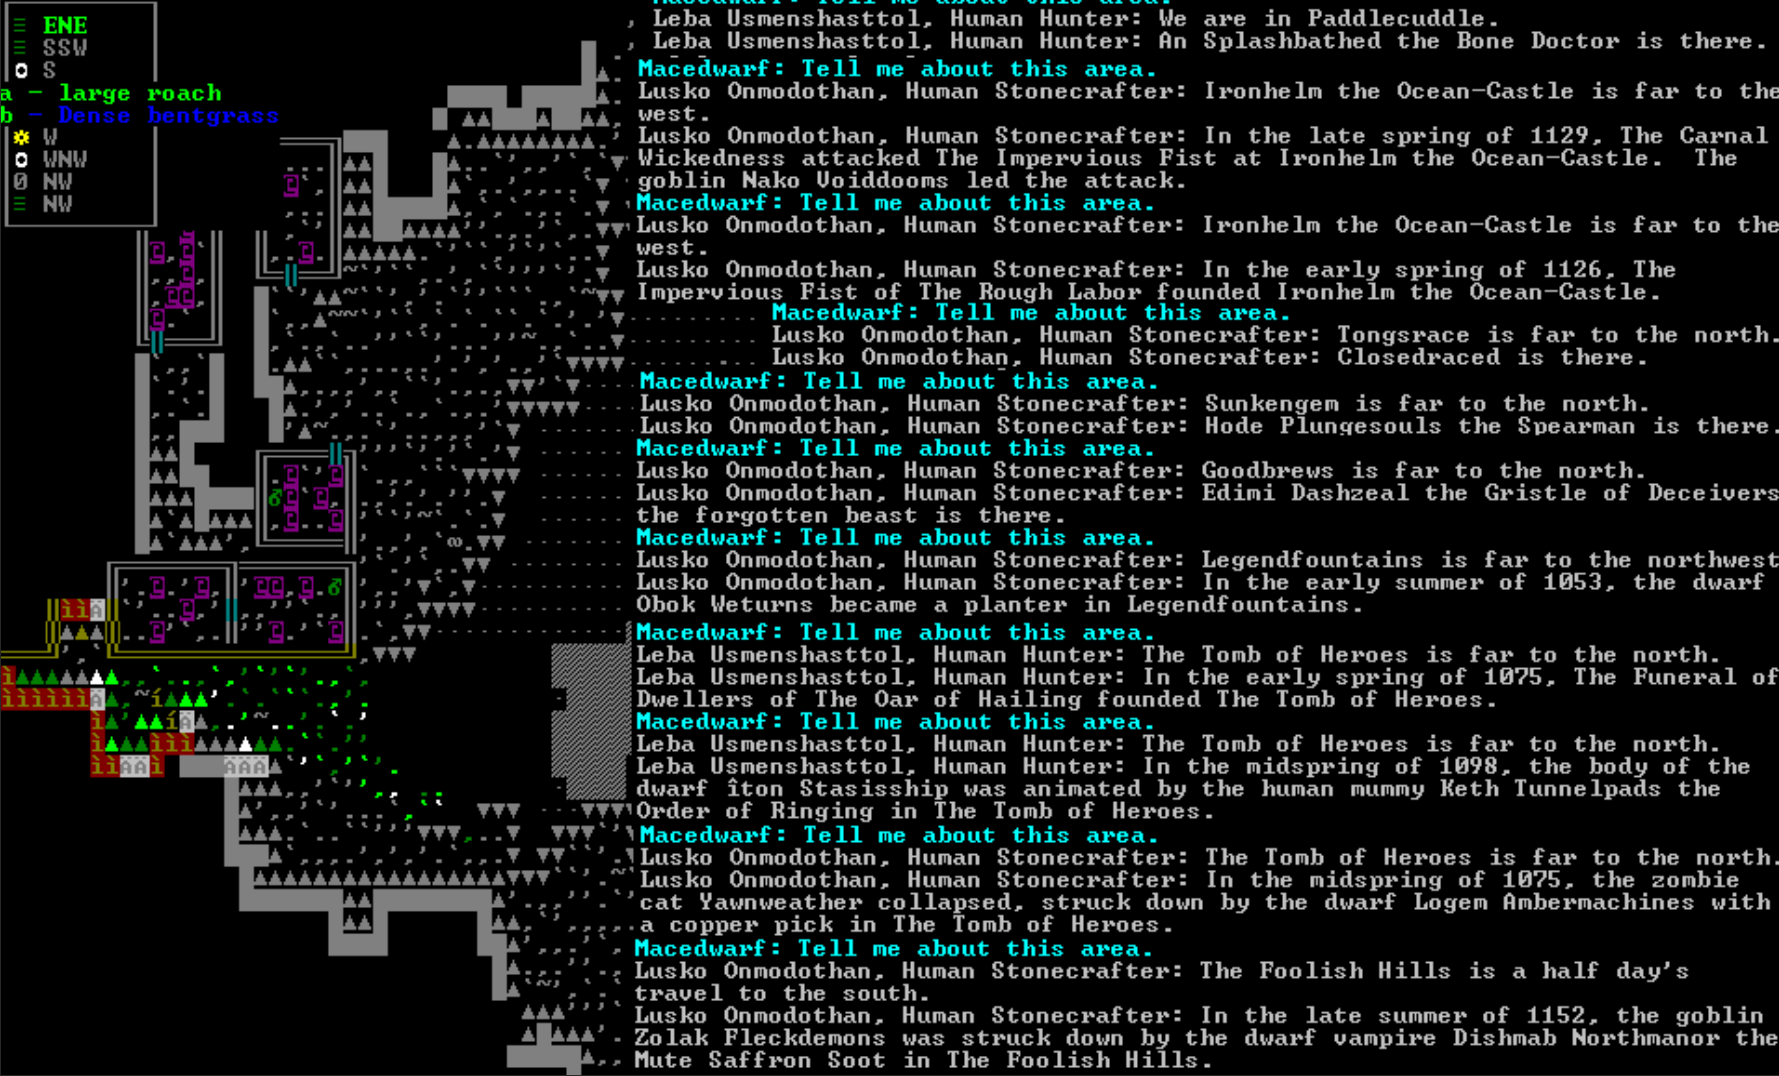 ENE
SSW
S
a - large roach
b - Dense bentgrass
W
WNW
NW
NW
Macedwarf: Tell me about this area.
Leba Usmenshasttol, Human Hunter: We are in Paddlecuddle.
Leba Usmenshasttol, Human Hunter: An Splashbathed the Bone Doctor is there.
Macedwarf: Tell me about this area.
Lusko Onmodothan, Human Stonecrafter: Ironhelm the Ocean-Castle is far to the
west.
Lusko Onmodothan, Human Stonecrafter: In the late spring of 1129, The Carnal
Wickedness attacked The Impervious Fist at Ironhelm the Ocean-Castle.  The
goblin Nako Voiddooms led the attack.
Macedwarf: Tell me about this area.
Lusko Onmodothan, Human Stonecrafter: Ironhelm the Ocean-Castle is far to the
west.
Lusko Onmodothan, Human Stonecrafter: In the early spring of 1126, The
Impervious Fist of The Rough Labor founded Ironhelm the Ocean-Castle.
Macedwarf: Tell me about this area.
Lusko Onmodothan, Human Stonecrafter: Tongsrace is far to the north.
Lusko Onmodothan, Human Stonecrafter: Closedraced is there.
Macedwarf: Tell me about this area.
Lusko Onmodothan, Human Stonecrafter: Sunkengem is far to the north.
Lusko Onmodothan, Human Stonecrafter: Hode Plungesouls the Spearman is there.
Macedwarf: Tell me about this area.
Lusko Onmodothan, Human Stonecrafter: Goodbrews is far to the north.
Lusko Onmodothan, Human Stonecrafter: Edimi Dashzeal the Gristle of Deceivers
the forgotten beast is there.
Macedwarf: Tell me about this area.
Lusko Onmodothan, Human Stonecrafter: Legendfountains is far to the northwest
Lusko Onmodothan, Human Stonecrafter: In the early summer of 1053, the dwarf
Obok Weturns became a planter in Legendfountains.
Macedwarf: Tell me about this area.
Leba Usmenshasttol, Human Hunter: The Tomb of Heroes is far to the north.
Leba Usmenshasttol, Human Hunter: In the early spring of 1075, The Funeral of
Dwellers of The Oar of Hailing founded The Tomb of Heroes.
Macedwarf: Tell me about this area.
Leba Usmenshasttol, Human Hunter: The Tomb of Heroes is far to the north.
Leba Usmenshasttol, Human Hunter: In the midspring of 1098, the body of the
dwarf îton Stasisship was animated by the human mummy Keth Tunnelpads the
Order of Ringing in The Tomb of Heroes.
Macedwarf: Tell me about this area.
Lusko Onmodothan, Human Stonecrafter: The Tomb of Heroes is far to the north.
Lusko Onmodothan, Human Stonecrafter: In the midspring of 1075, the zombie
cat Yawnweather collapsed, struck down by the dwarf Logem Ambermachines with
a copper pick in The Tomb of Heroes.
Macedwarf: Tell me about this area.
Lusko Onmodothan, Human Stonecrafter: The Foolish Hills is a half day's
travel to the south.
Lusko Onmodothan, Human Stonecrafter: In the late summer of 1152, the goblin
Zolak Fleckdemons was struck down by the dwarf vampire Dishmab Northmanor the
Mute Saffron Soot in The Foolish Hills.